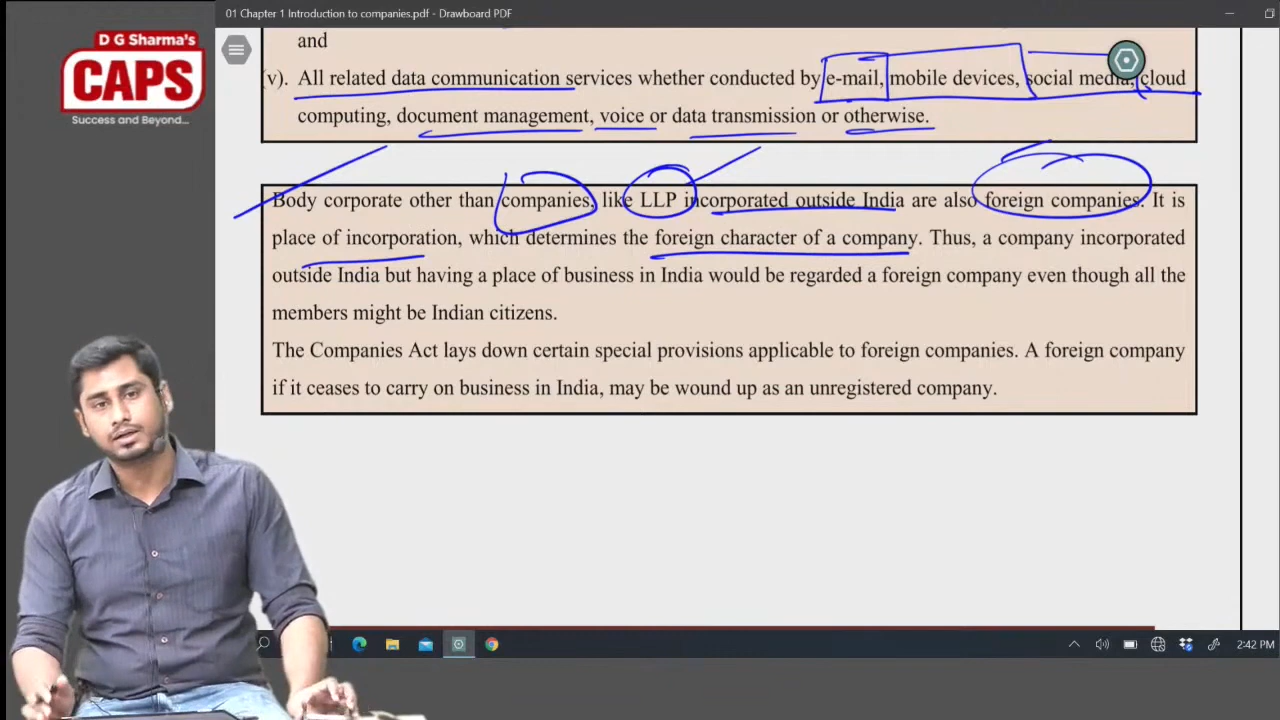 01 Chapter 1 Introduction to companies.pdf - Drawboard PDF
D G Sharma's
CAPS
Success and Beyond...
and
(v). All related data communication services whether conducted by e-mail, mobile devices, social media, cloud
computing, document management, voice or data transmission or otherwise.
Body corporate other than companies, like LLP incorporated outside India are also foreign companies. It is
place of incorporation, which determines the foreign character of a company. Thus, a company incorporated
outside India but having a place of business in India would be regarded a foreign company even though all the
members might be Indian citizens.
The Companies Act lays down certain special provisions applicable to foreign companies. A foreign company
if it ceases to carry on business in India, may be wound up as an unregistered company.
2:42 PM